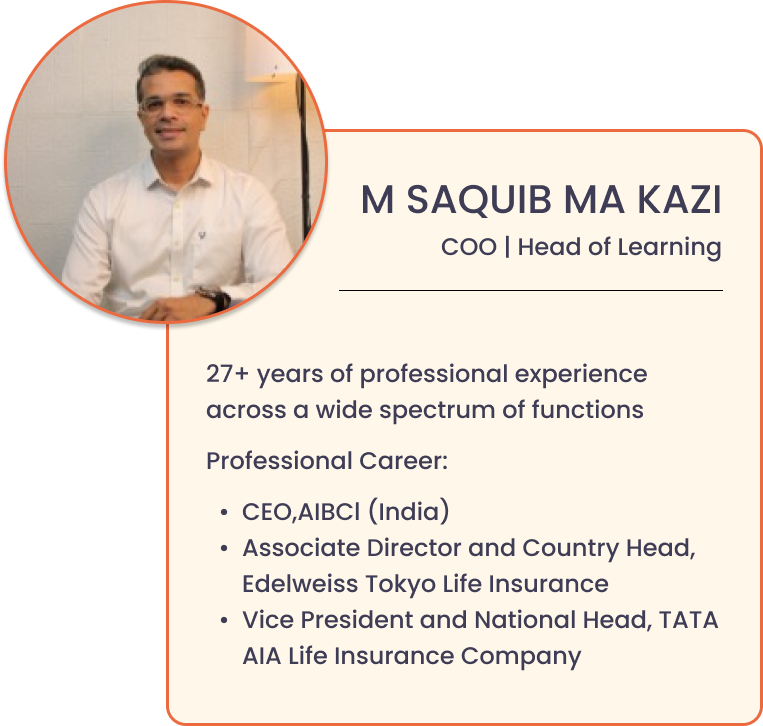 M SAQUIB MA KAZI
COO | Head of Learning
27+ years of professional experience
across a wide spectrum of functions
Professional Career:
• CEO,AIBCl (India)
• Associate Director and Country Head,
Edelweiss Tokyo Life Insurance
• Vice President and National Head, TATA
AIA Life Insurance Company